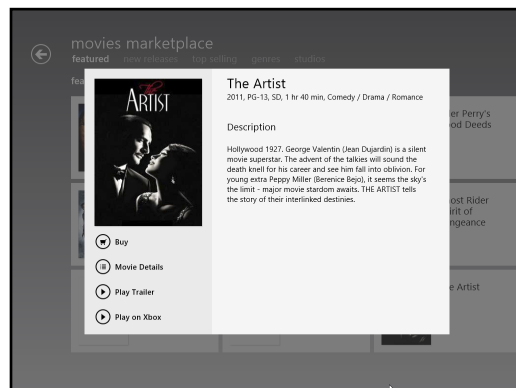 movies marketplace
featured new releases top selling genres studios
fea
The
ARTIST
The Artist
2011, PG-13, SD, 1 hr 40 min, Comedy / Drama / Romance
Description
Hollywood 1927. George Valentin (Jean Dujardin) is a silent
movie superstar. The advent of the talkies will sound the
death knell for his career and see him fall into oblivion. For
young extra Peppy Miller (Berenice Bejo), it seems the sky's
the limit - major movie stardom awaits. THE ARTIST tells
the story of their interlinked destinies.
Buy
Movie Details
Play Trailer
Play on Xbox
er Perry's
od Deeds
ost Rider
irit of
ngeance
e Artist